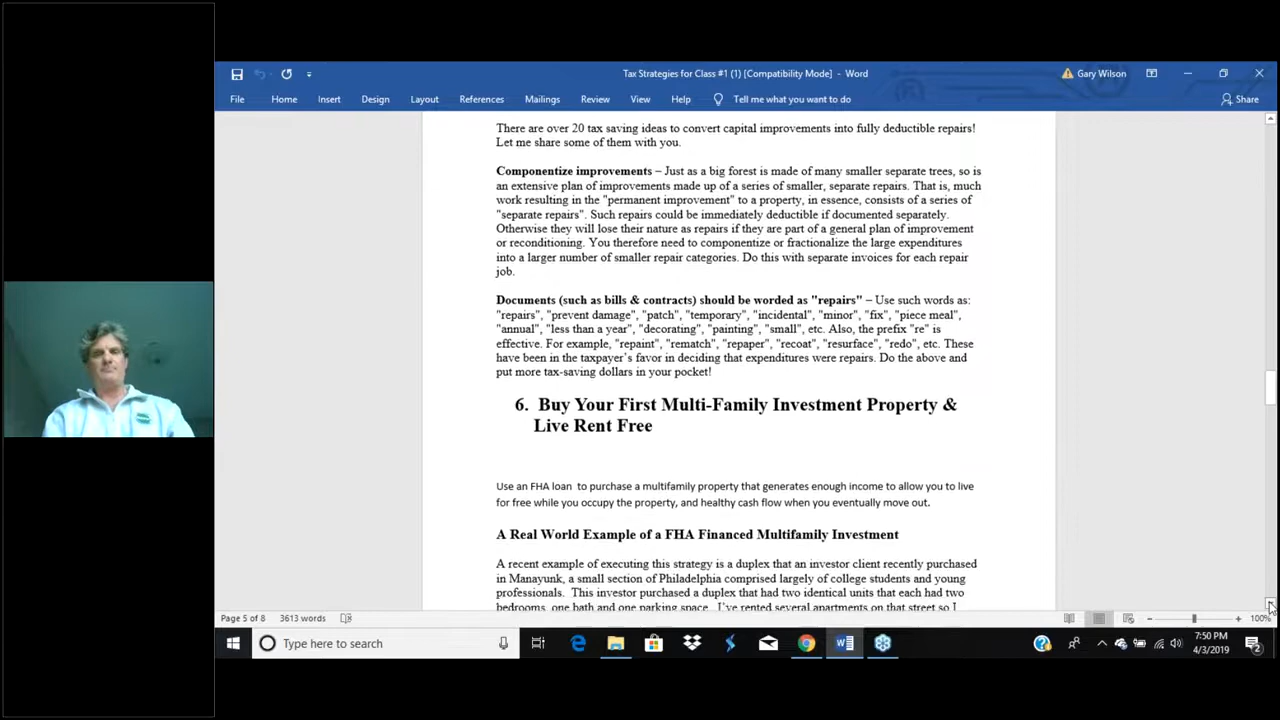 Tax Strategies for Class #1 (1) [Compatibility Mode] - Word
Gary Wilson
File Home Insert Design Layout References Mailings Review View Help Tell me what you want to do Share
There are over 20 tax saving ideas to convert capital improvements into fully deductible repairs!
Let me share some of them with you.
Componentize improvements – Just as a big forest is made of many smaller separate trees, so is
an extensive plan of improvements made up of a series of smaller, separate repairs. That is, much
work resulting in the "permanent improvement" to a property, in essence, consists of a series of
"separate repairs". Such repairs could be immediately deductible if documented separately.
Otherwise they will lose their nature as repairs if they are part of a general plan of improvement
or reconditioning. You therefore need to componentize or fractionalize the large expenditures
into a larger number of smaller repair categories. Do this with separate invoices for each repair
job.
Documents (such as bills & contracts) should be worded as "repairs" – Use such words as:
"repairs", "prevent damage", "patch", "temporary", "incidental", "minor", "fix", "piece meal",
"annual", "less than a year", "decorating", "painting", "small", etc. Also, the prefix "re" is
effective. For example, "repaint", "rematch", "repaper", "recoat", "resurface", "redo", etc. These
have been in the taxpayer's favor in deciding that expenditures were repairs. Do the above and
put more tax-saving dollars in your pocket!
6. Buy Your First Multi-Family Investment Property &
Live Rent Free
Use an FHA loan to purchase a multifamily property that generates enough income to allow you to live
for free while you occupy the property, and healthy cash flow when you eventually move out.
A Real World Example of a FHA Financed Multifamily Investment
A recent example of executing this strategy is a duplex that an investor client recently purchased
in Manayunk, a small section of Philadelphia comprised largely of college students and young
professionals. This investor purchased a duplex that had two identical units that each had two
bedrooms, one bath and one parking space. I've rented several apartments on that street so I
Page 5 of 8 3613 words 100%
Type here to search
7:50 PM
4/3/2019
2